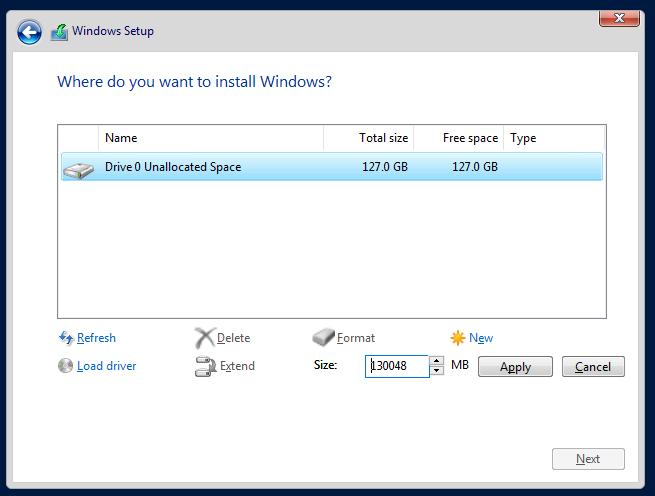 Windows Setup
Where do you want to install Windows?
Name Total size Free space Type
Drive 0 Unallocated Space 127.0 GB 127.0 GB
Refresh Delete Format New
Load driver Extend Size: 130048 MB Apply Cancel
Next